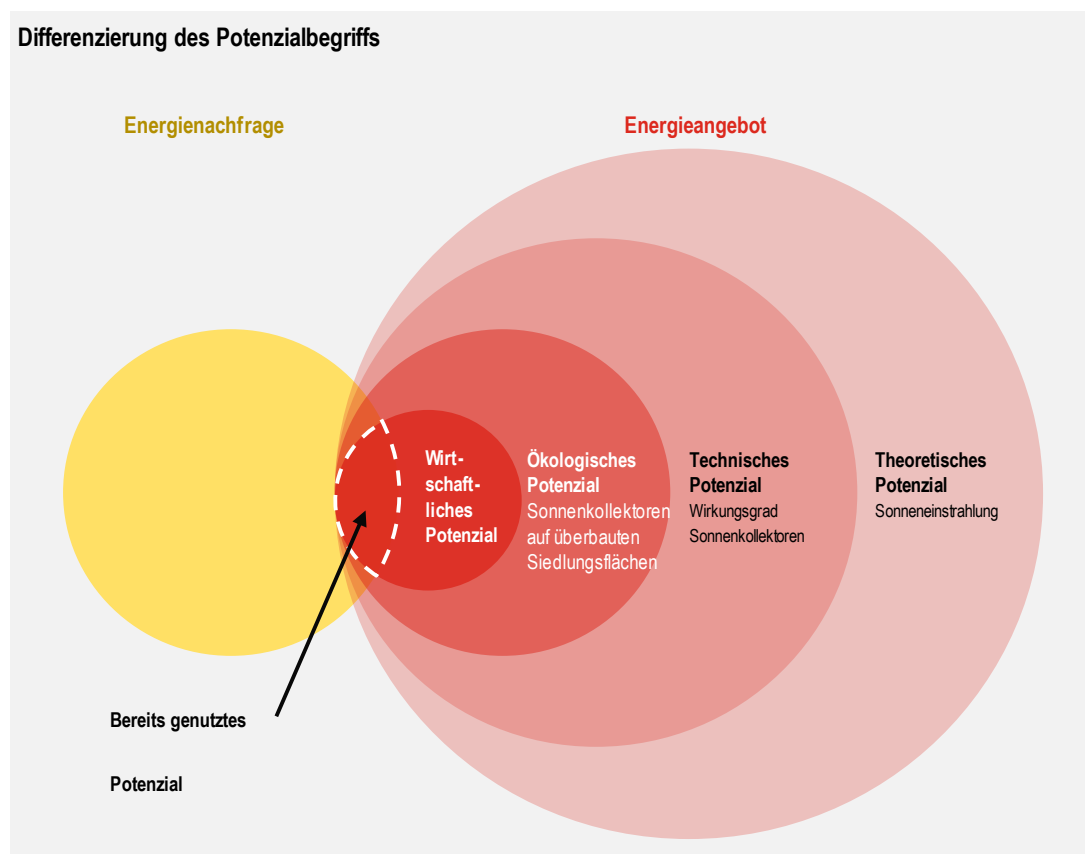 Differenzierung des Potenzialbegriffs
Energienachfrage
Energieangebot
Wirt-
schaft-
liches
Potenzial
Ökologisches
Potenzial
Sonnenkollektoren
auf überbauten
Siedlungsflächen
Technisches
Potenzial
Wirkungsgrad
Sonnenkollektoren
Theoretisches
Potenzial
Sonneneinstrahlung
Bereits genutztes
Potenzial